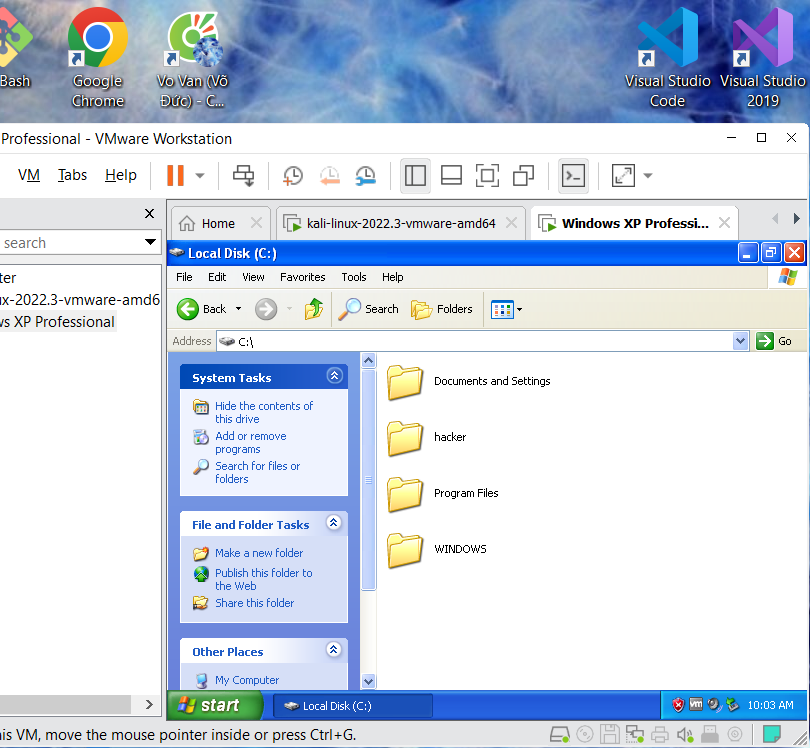 Bash
Google
Chrome
Vo Van (Võ
Đức) - C...
Visual Studio
Code
Visual Studio
2019
Professional - VMware Workstation
VM Tabs Help
search
Home
kali-linux-2022.3-vmware-amd64
Windows XP Professi...
ter
ux-2022.3-vmware-amd6
ws XP Professional
Local Disk (C:)
File Edit View Favorites Tools Help
Back Search Folders
Address C:\ Go
System Tasks
Hide the contents of
this drive
Add or remove
programs
Search for files or
folders
File and Folder Tasks
Make a new folder
Publish this folder to
the Web
Share this folder
Other Places
My Computer
Documents and Settings
hacker
Program Files
WINDOWS
start
Local Disk (C:)
10:03 AM
his VM, move the mouse pointer inside or press Ctrl+G.